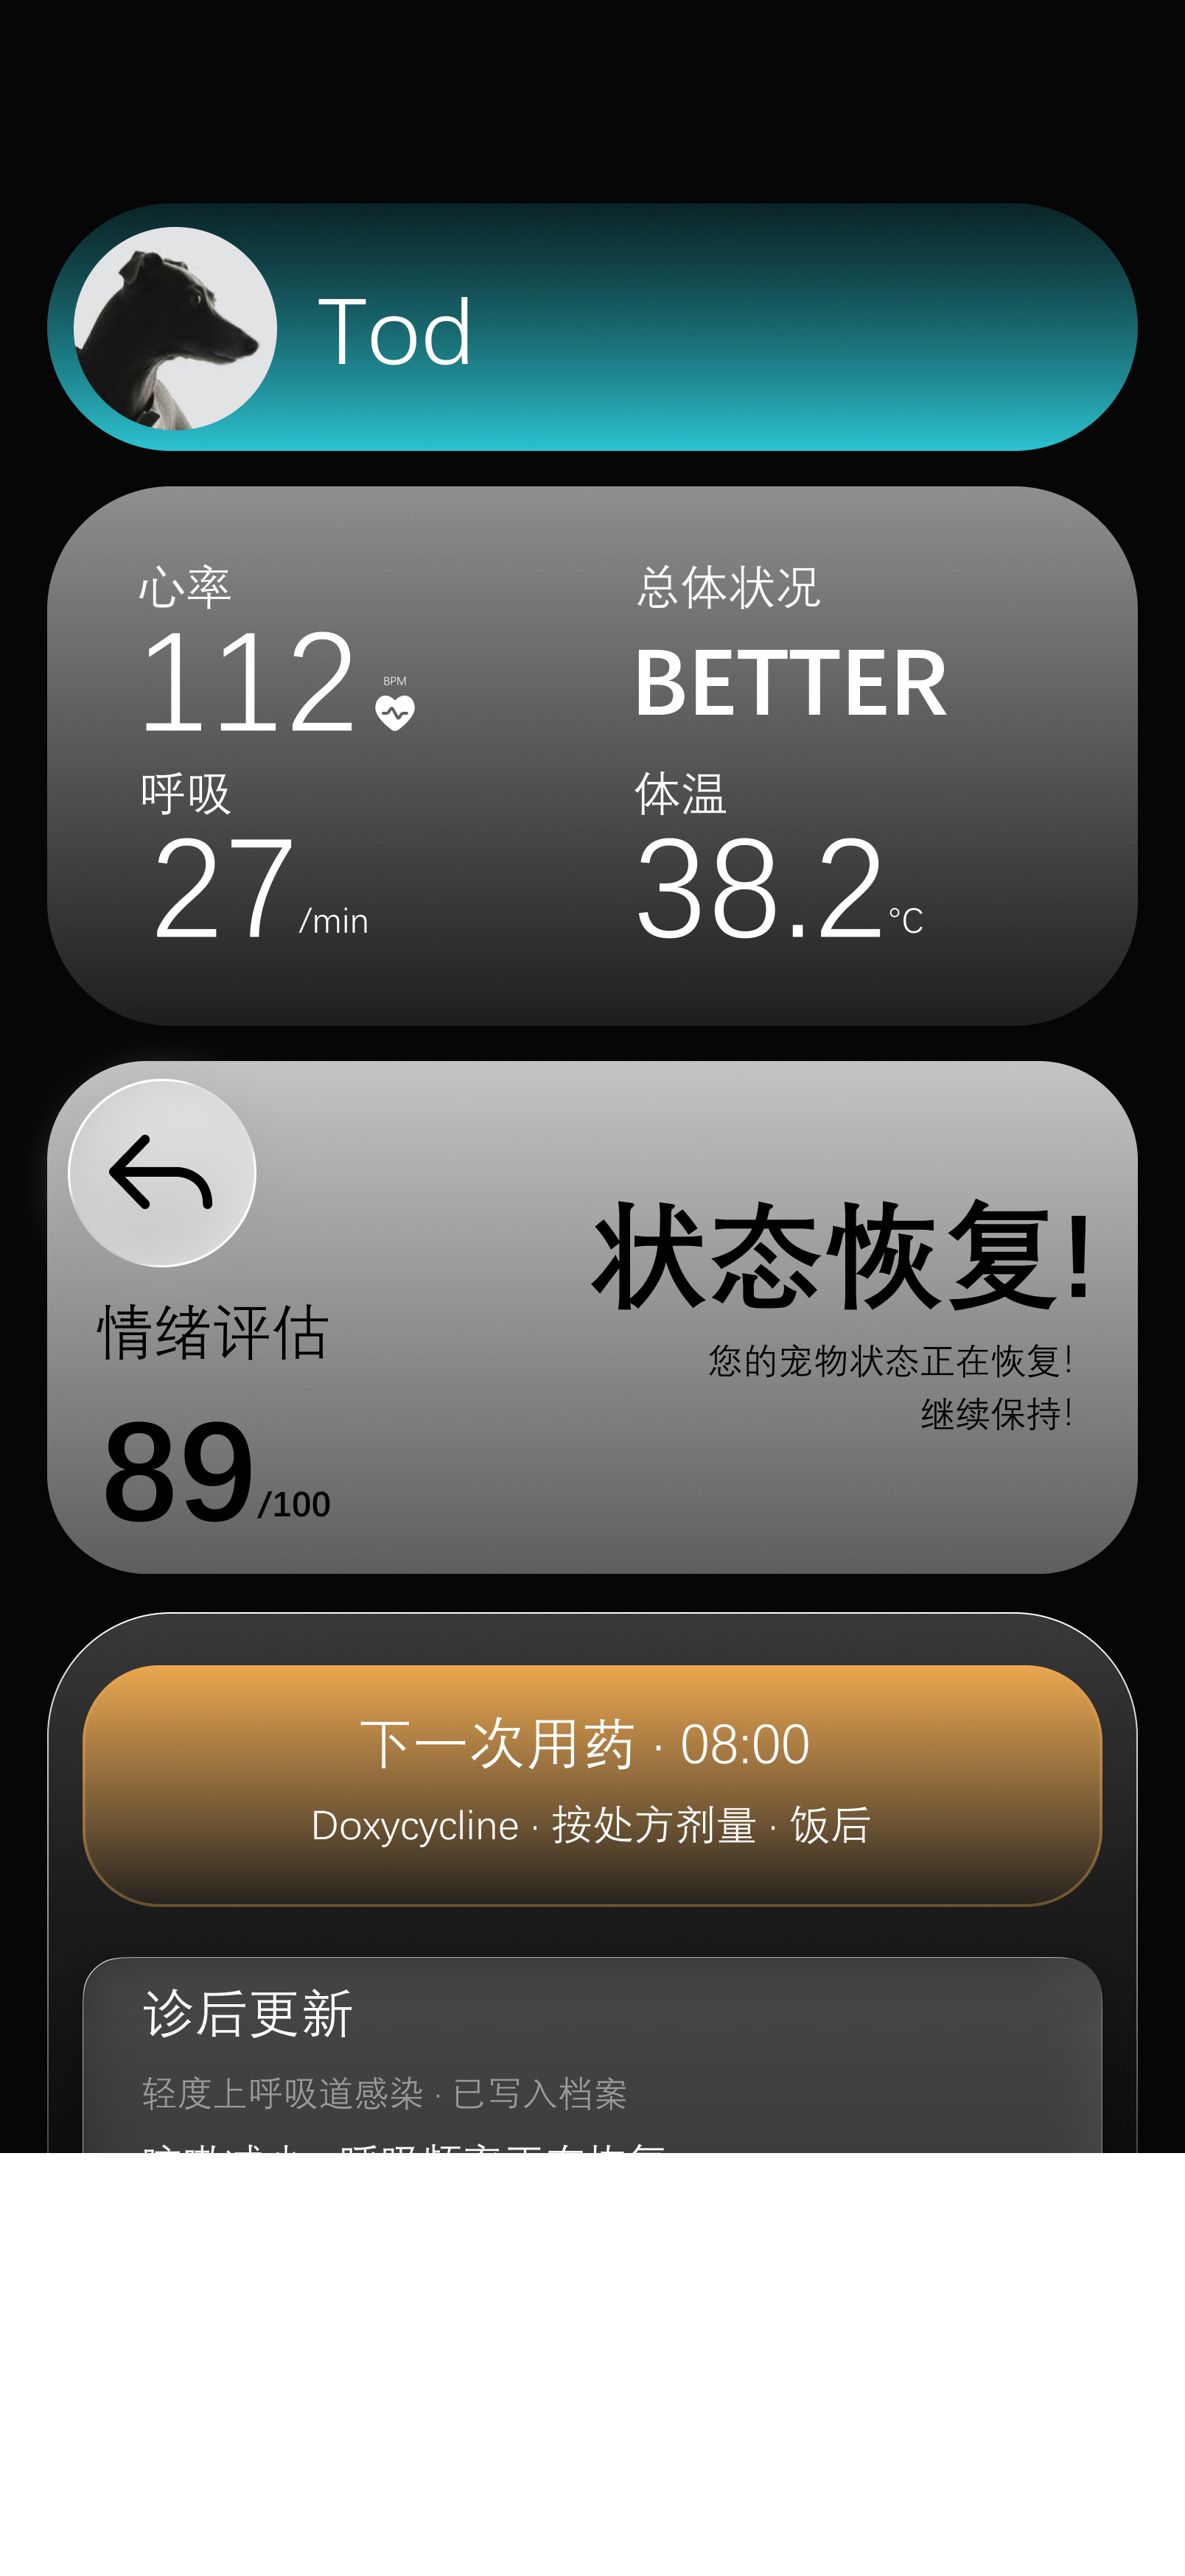 Tod
心率
112
BPM
总体状况
BETTER
呼吸
27/min
体温
38.2°C
状态恢复!
您的宠物状态正在恢复!
继续保持!
情绪评估
89/100
下一次用药 · 08:00
Doxycycline · 按处方剂量 · 饭后
诊后更新
轻度上呼吸道感染 · 已写入档案